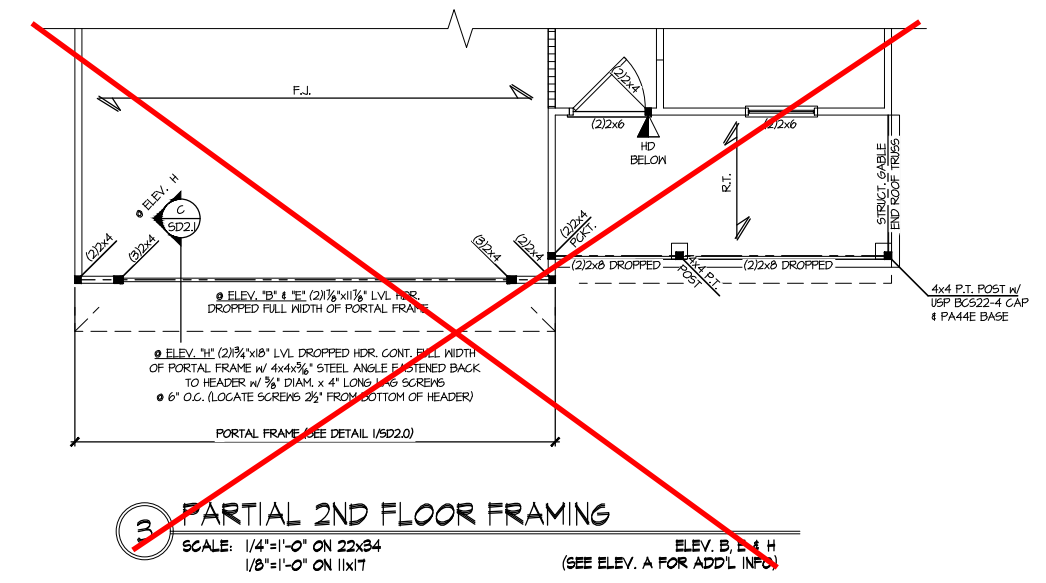 F.J.
(2)2x4
(2)2x6
(2)2x6
HD
BELOW
R.T.
STRUCT. GABLE
END ROOF TRUSS
@ ELEV. H
C
SD2.1
(2)2x4
(3)2x4
(3)2x4
(2)2x4
(2)2x4
PCKT.
(2)2x8 DROPPED
4x4 P.T.
POST
(2)2x8 DROPPED
4x4 P.T. POST W/
USP BCS22-4 CAP
& PA44E BASE
@ ELEV. "B" & "E" (2)1⅞"x11⅞" LVL HDR.
DROPPED FULL WIDTH OF PORTAL FRAME
@ ELEV. "H" (2)1¾"x18" LVL DROPPED HDR. CONT. FULL WIDTH
OF PORTAL FRAME W/ 4x4x5/16" STEEL ANGLE FASTENED BACK
TO HEADER W/ ⅝" DIAM. x 4" LONG LAG SCREWS
@ 6" O.C. (LOCATE SCREWS 2½" FROM BOTTOM OF HEADER)
PORTAL FRAME (SEE DETAIL 1/SD2.0)
3
PARTIAL 2ND FLOOR FRAMING
SCALE: 1/4"=1'-0" ON 22x34
1/8"=1'-0" ON 11x17
ELEV. B, E & H
(SEE ELEV. A FOR ADD'L INFO)